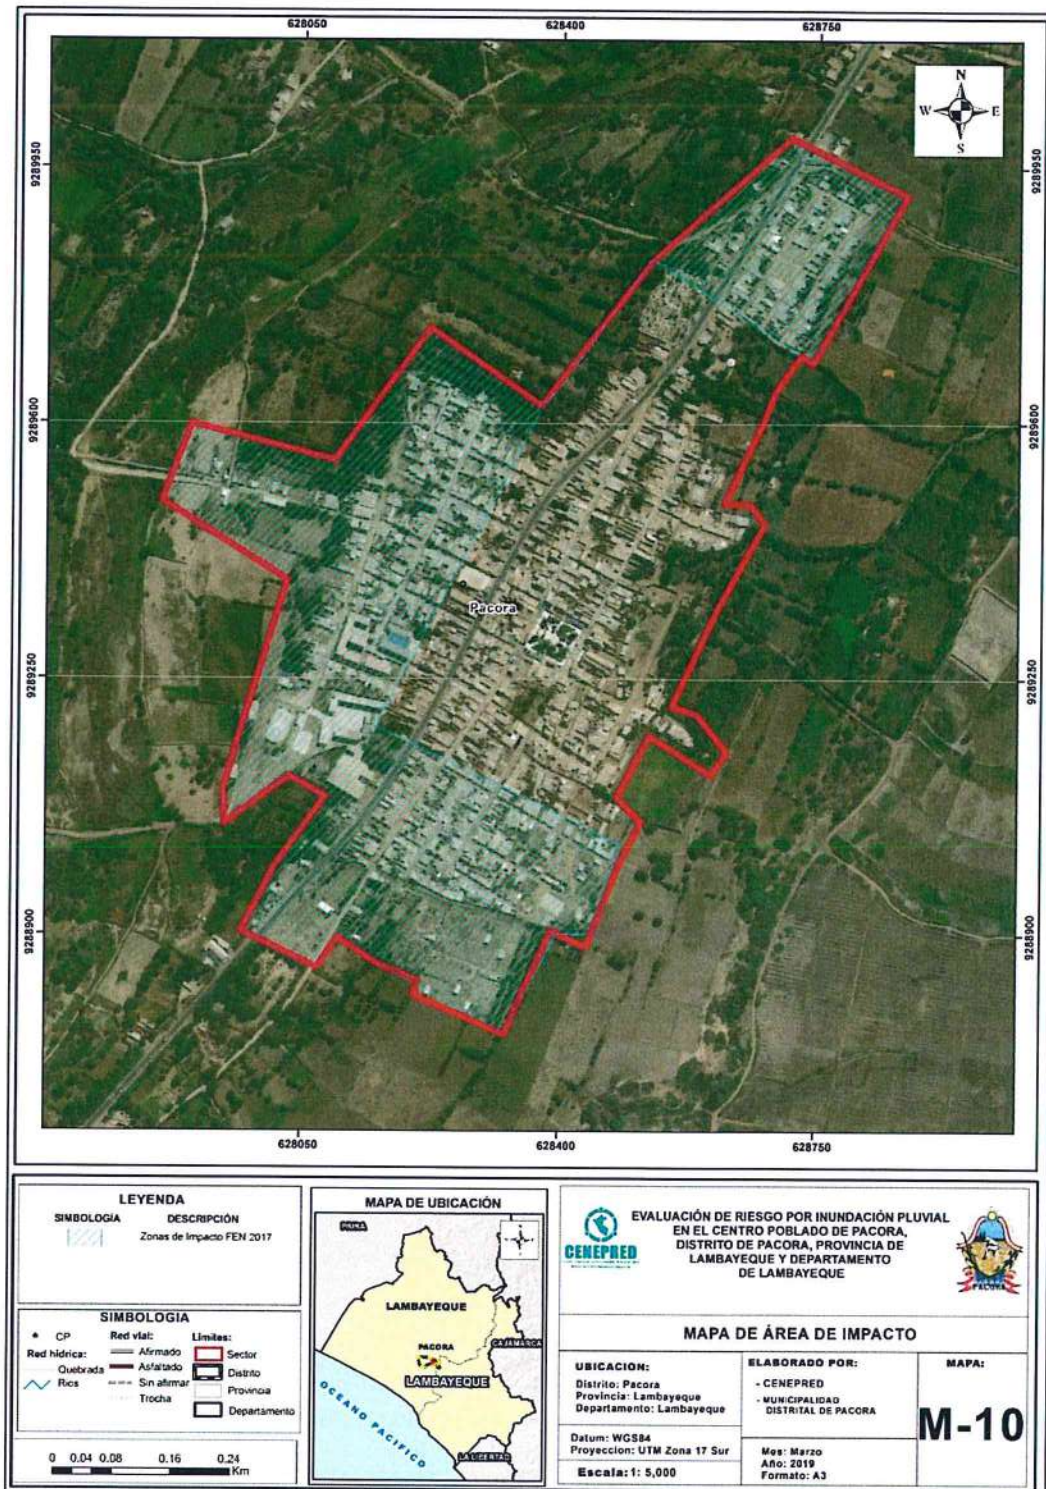 628050
628400
628750
N
W
E
S
9289950
9289950
9289600
9289600
Pacora
9289250
9289250
9288900
9288900
628050
628400
628750
LEYENDA
SIMBOLOGÍA
DESCRIPCIÓN
Zonas de Impacto FEN 2017
SIMBOLOGIA
CP
Red vial:
Limites:
Red hidrica:
Afirmado
Sector
Quebrada
Asfaltado
Distrito
Rios
Sin afirmar
Provincia
Trocha
Departamento
0 0.04 0.08 0.16 0.24
Km
MAPA DE UBICACIÓN
PIURA
LAMBAYEQUE
CAJAMARCA
PACORA
LAMBAYEQUE
OCEANO PACIFICO
LA LIBERTAD
CENEPRED
EVALUACIÓN DE RIESGO POR INUNDACIÓN PLUVIAL
EN EL CENTRO POBLADO DE PACORA,
DISTRITO DE PACORA, PROVINCIA DE
LAMBAYEQUE Y DEPARTAMENTO
DE LAMBAYEQUE
PACORA
MAPA DE ÁREA DE IMPACTO
UBICACION:
Distrito: Pacora
Provincia: Lambayeque
Departamento: Lambayeque
ELABORADO POR:
- CENEPRED
- MUNICIPALIDAD
DISTRITAL DE PACORA
MAPA:
M-10
Datum: WGS84
Proyeccion: UTM Zona 17 Sur
Escala: 1: 5,000
Mes: Marzo
Año: 2019
Formato: A3